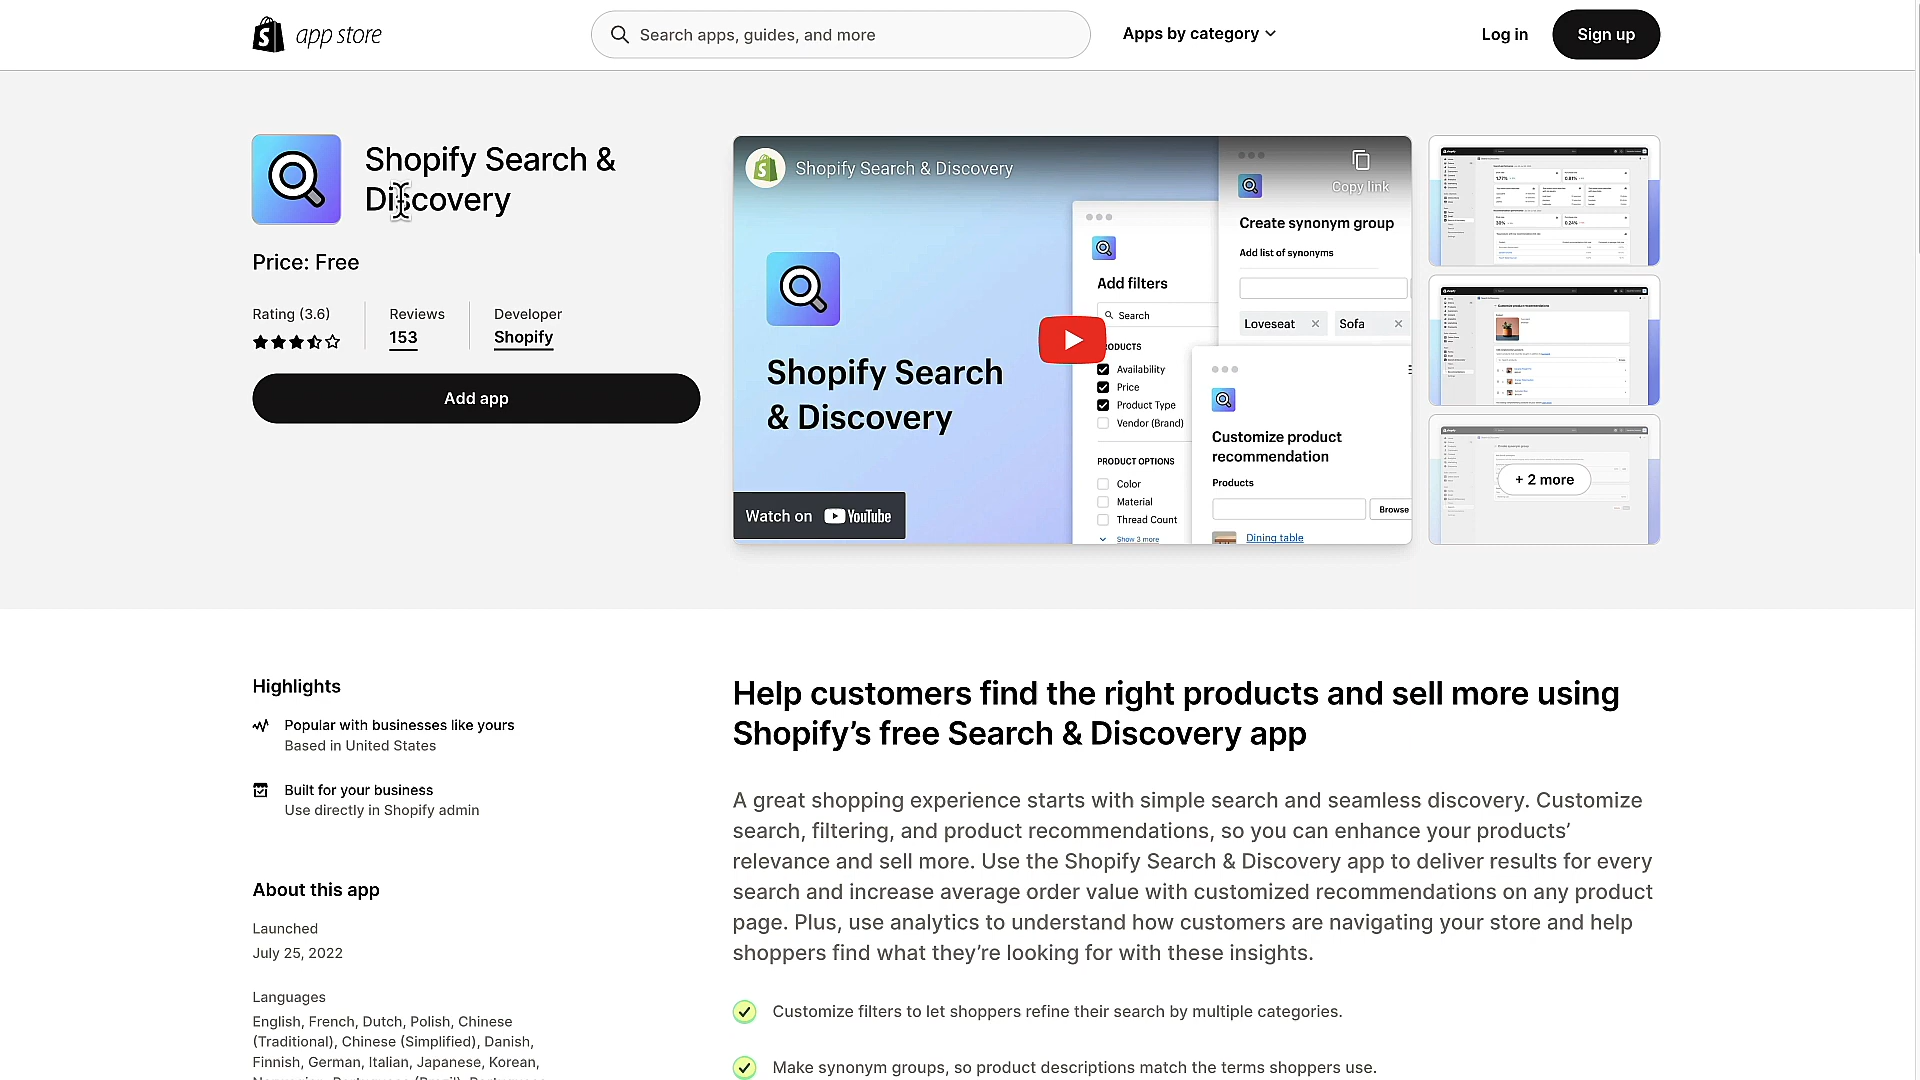 app store
Search apps, guides, and more
Apps by category
Log in
Sign up
Shopify Search &
Discovery
Price: Free
Rating (3.6)
Reviews
153
Developer
Shopify
Add app
Shopify Search & Discovery
Copy link
Shopify Search
& Discovery
Watch on YouTube
Add filters
Search
PRODUCTS
Availability
Price
Product Type
Vendor (Brand)
PRODUCT OPTIONS
Color
Material
Thread Count
Show 3 more
Create synonym group
Add list of synonyms
Loveseat
Sofa
Customize product
recommendation
Products
Browse
Dining table
+ 2 more
Highlights
Popular with businesses like yours
Based in United States
Built for your business
Use directly in Shopify admin
About this app
Launched
July 25, 2022
Languages
English, French, Dutch, Polish, Chinese
(Traditional), Chinese (Simplified), Danish,
Finnish, German, Italian, Japanese, Korean,
Help customers find the right products and sell more using
Shopify’s free Search & Discovery app
A great shopping experience starts with simple search and seamless discovery. Customize
search, filtering, and product recommendations, so you can enhance your products’
relevance and sell more. Use the Shopify Search & Discovery app to deliver results for every
search and increase average order value with customized recommendations on any product
page. Plus, use analytics to understand how customers are navigating your store and help
shoppers find what they’re looking for with these insights.
Customize filters to let shoppers refine their search by multiple categories.
Make synonym groups, so product descriptions match the terms shoppers use.